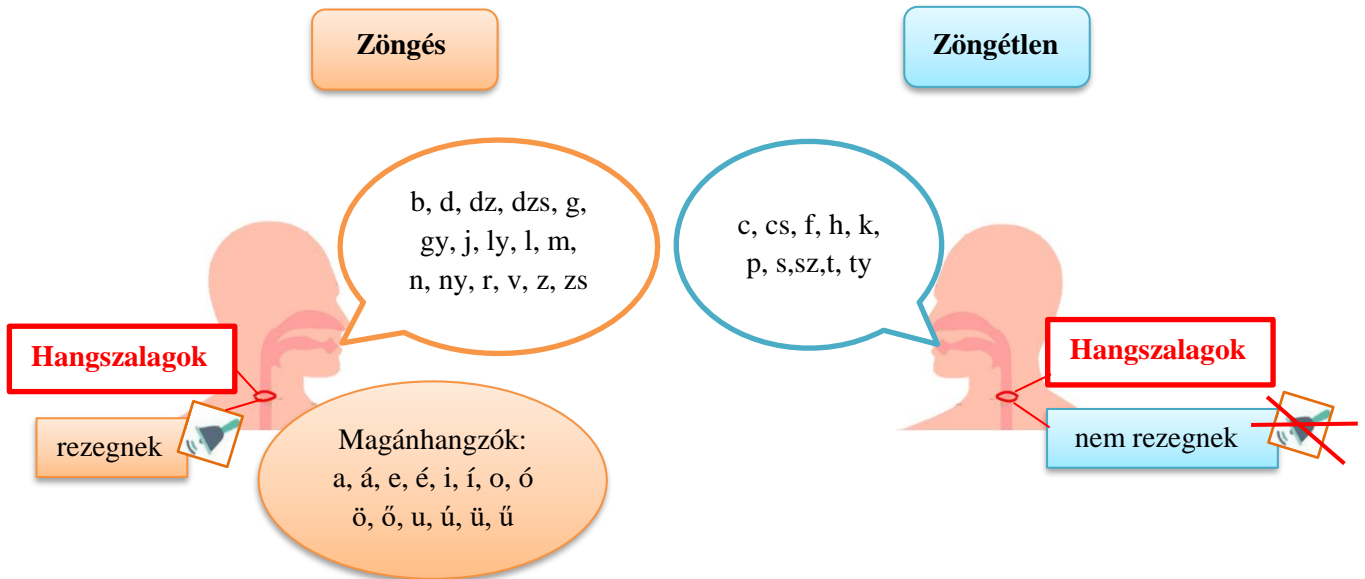 Zöngés
Zöngétlen
b, d, dz, dzs, g,
gy, j, ly, l, m,
n, ny, r, v, z, zs
c, cs, f, h, k,
p, s,sz,t, ty
Hangszalagok
rezegnek
Hangszalagok
nem rezegnek
Magánhangzók:
a, á, e, é, i, í, o, ó
ö, ő, u, ú, ü, ű